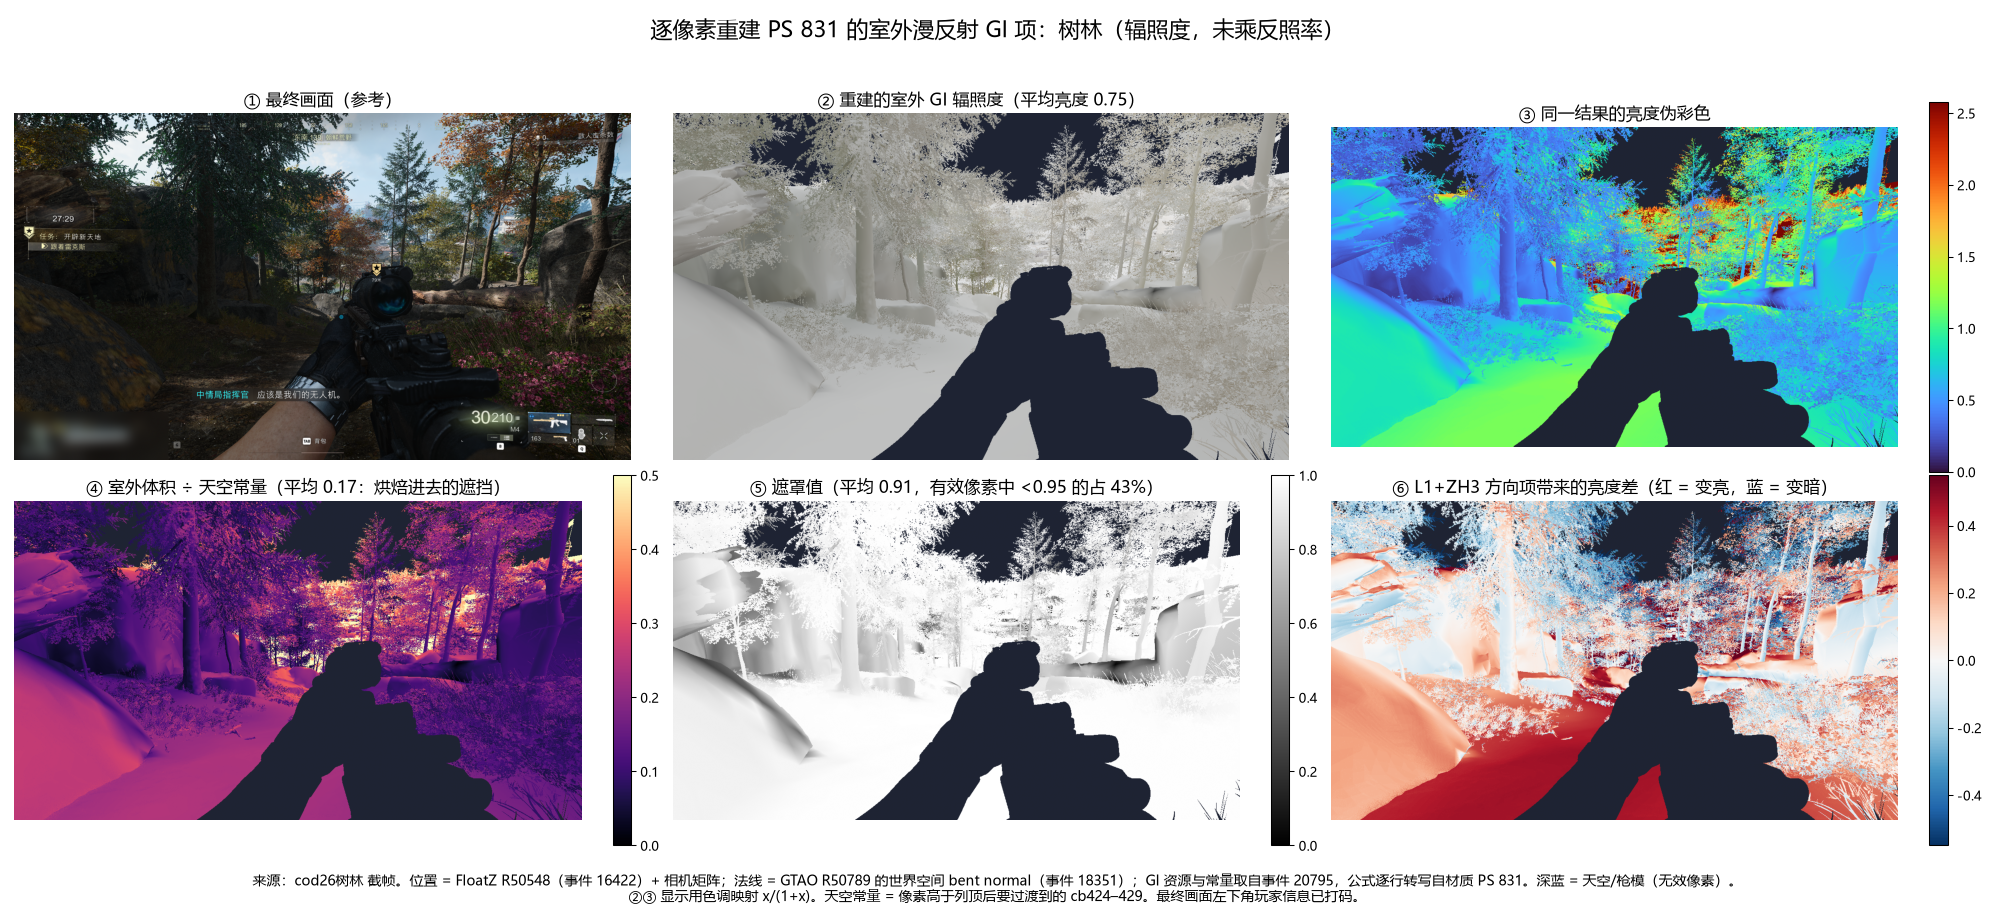 逐像素重建 PS 831 的室外漫反射 GI 项：树林（辐照度，未乘反照率）
① 最终画面（参考）
② 重建的室外 GI 辐照度（平均亮度 0.75）
③ 同一结果的亮度伪彩色
27:29
任务：开辟新天地
跟着雷克斯
中情局指挥官 应该是我们的无人机。
30 210
M4
163
背包
2.5
2.0
1.5
1.0
0.5
0.0
④ 室外体积 ÷ 天空常量（平均 0.17：烘焙进去的遮挡）
0.5
0.4
0.3
0.2
0.1
0.0
⑤ 遮罩值（平均 0.91，有效像素中 <0.95 的占 43%）
1.0
0.8
0.6
0.4
0.2
0.0
⑥ L1+ZH3 方向项带来的亮度差（红 = 变亮，蓝 = 变暗）
0.4
0.2
0.0
-0.2
-0.4
来源：cod26树林 截帧。位置 = FloatZ R50548（事件 16422）+ 相机矩阵；法线 = GTAO R50789 的世界空间 bent normal（事件 18351）；GI 资源与常量取自事件 20795，公式逐行转写自材质 PS 831。深蓝 = 天空/枪模（无效像素）。
②③ 显示用色调映射 x/(1+x)。天空常量 = 像素高于列顶后要过渡到的 cb424–429。最终画面左下角玩家信息已打码。